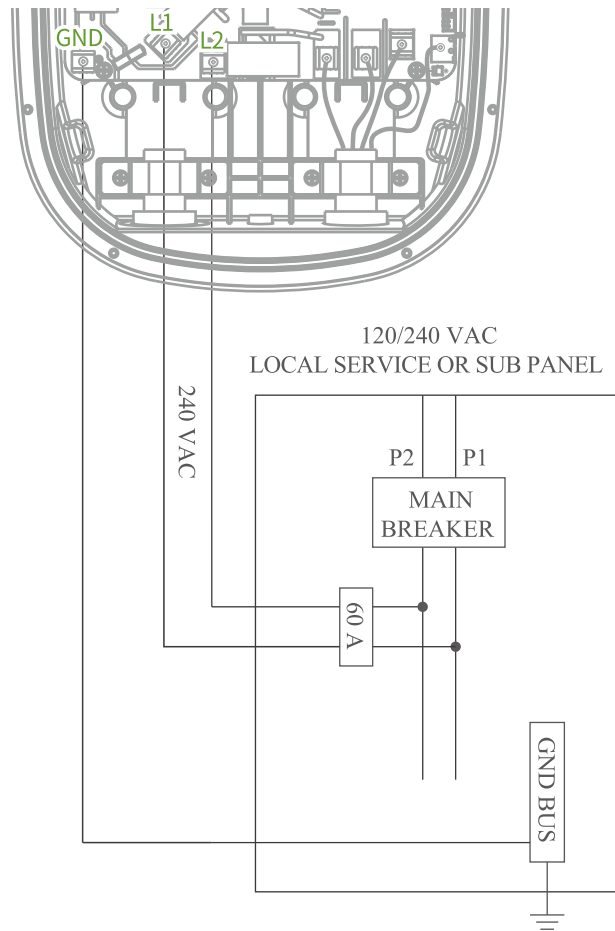 GND
L1
L2
120/240 VAC
LOCAL SERVICE OR SUB PANEL
240 VAC
P2
P1
MAIN
BREAKER
60 A
GND BUS